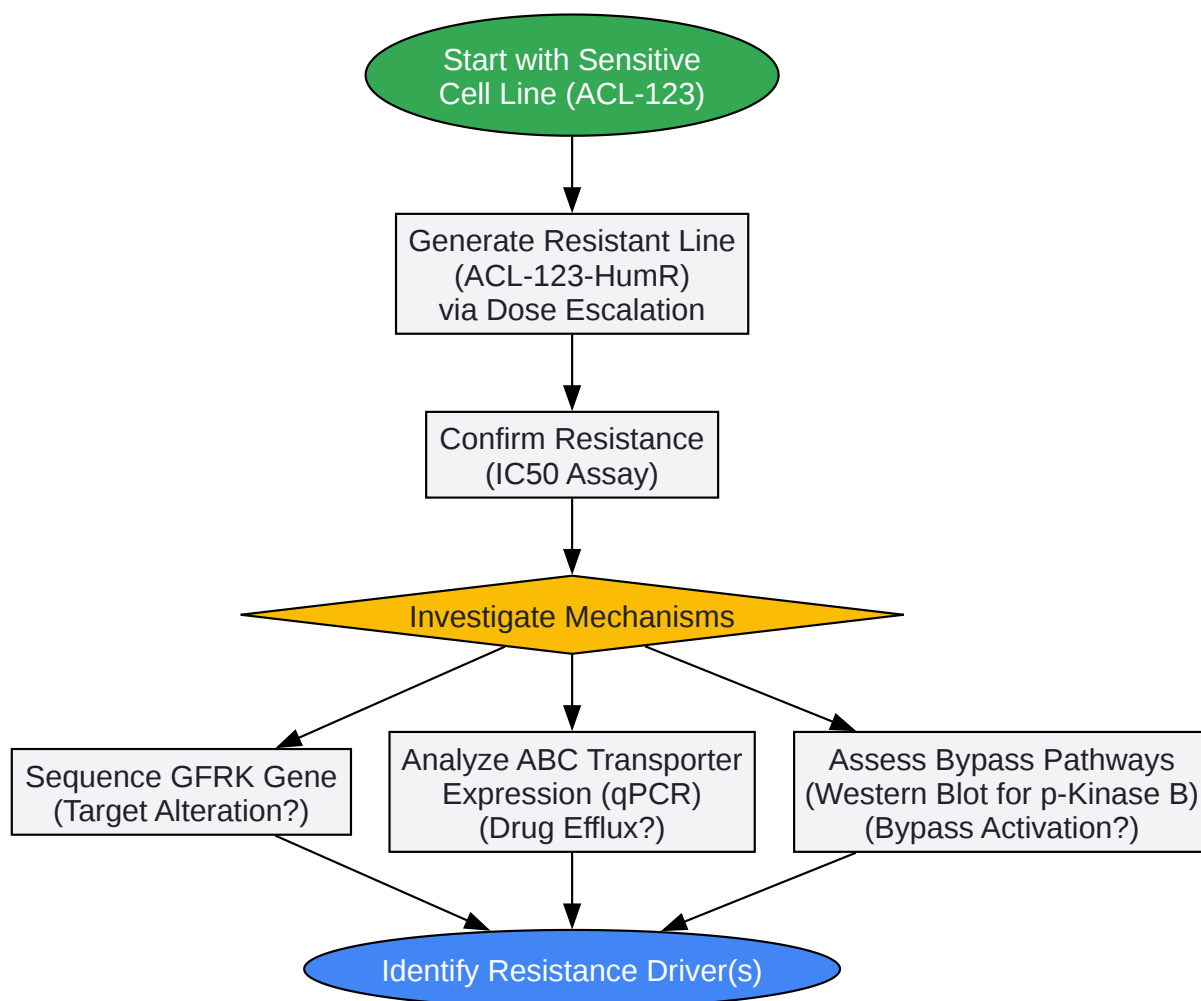 Start with Sensitive
Cell Line (ACL-123)
Generate Resistant Line
(ACL-123-HumR)
via Dose Escalation
Confirm Resistance
(IC50 Assay)
Investigate Mechanisms
Sequence GFRK Gene
(Target Alteration?)
Analyze ABC Transporter
Expression (qPCR)
(Drug Efflux?)
Assess Bypass Pathways
(Western Blot for p-Kinase B)
(Bypass Activation?)
Identify Resistance Driver(s)